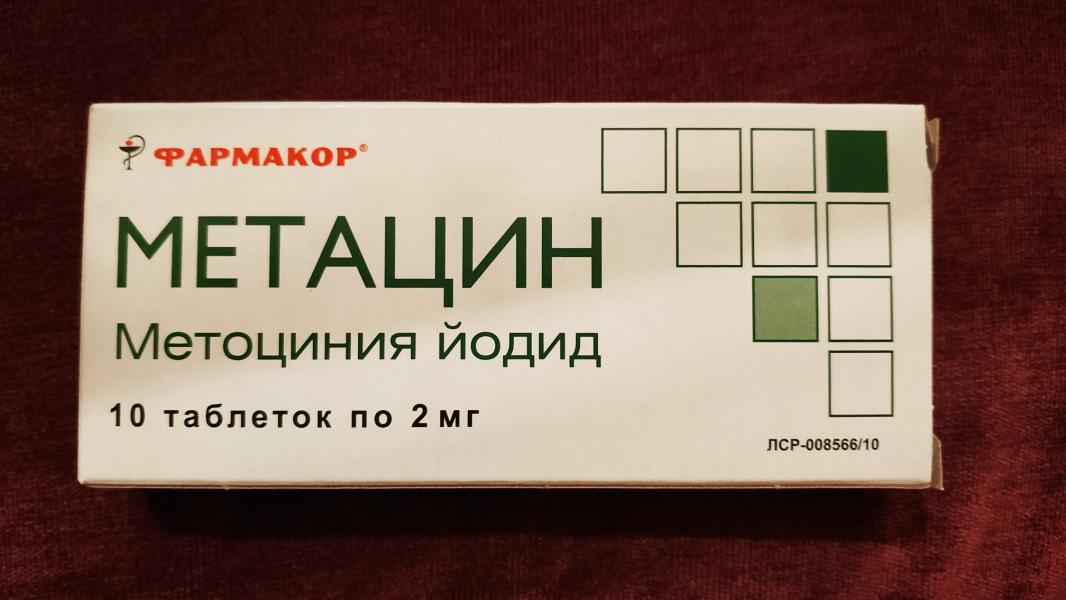 ФАРМАКОР®
МЕТАЦИН
Метоциния йодид
10 таблеток по 2 мг
ЛСР-008566/10